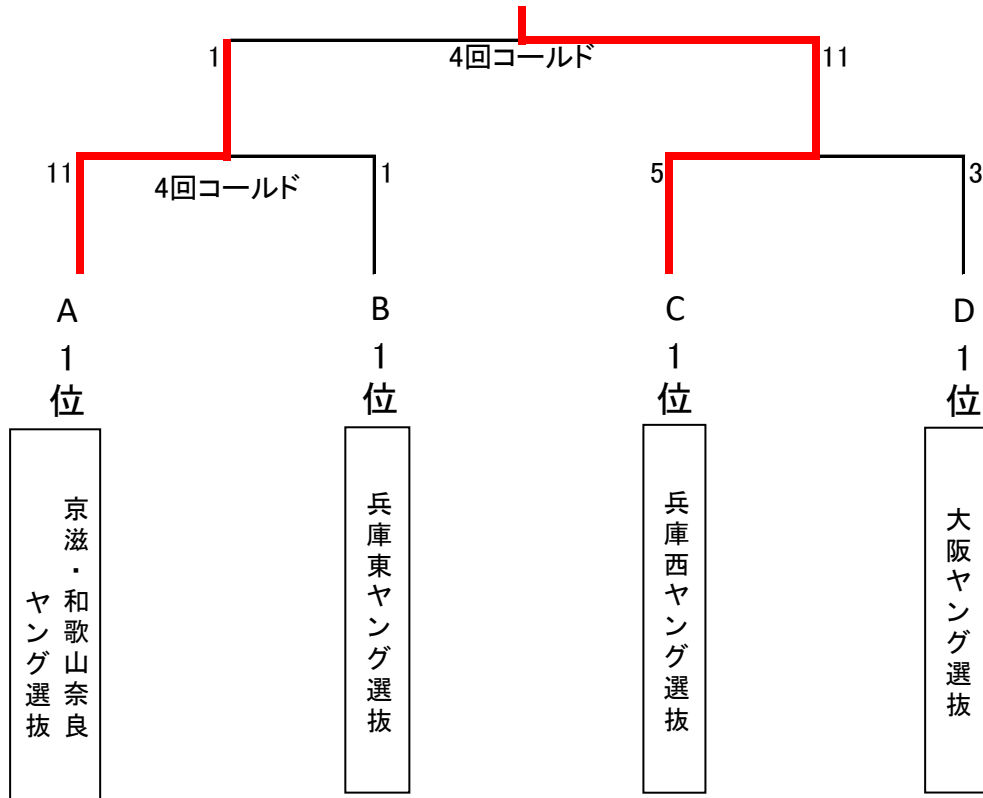 1
4回コールド
11
11
4回コールド
1
5
3
A
1
位
B
1
位
C
1
位
D
1
位
京滋・和歌山奈良
ヤング選抜
兵庫東ヤング選抜
兵庫西ヤング選抜
大阪ヤング選抜